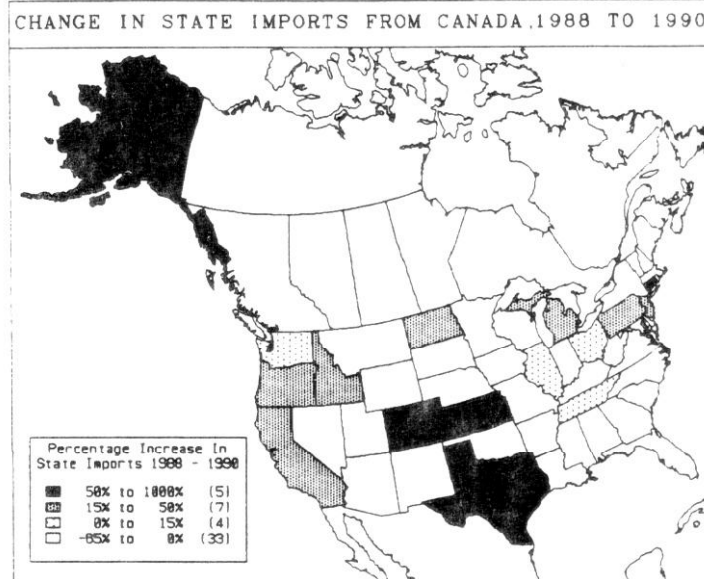 CHANGE IN STATE IMPORTS FROM CANADA,1988 TO 1990
Percentage Increase In
State Imports 1988 - 1990
50% to 1000% (5)
15% to 50% (7)
0% to 15% (4)
-65% to 0% (33)